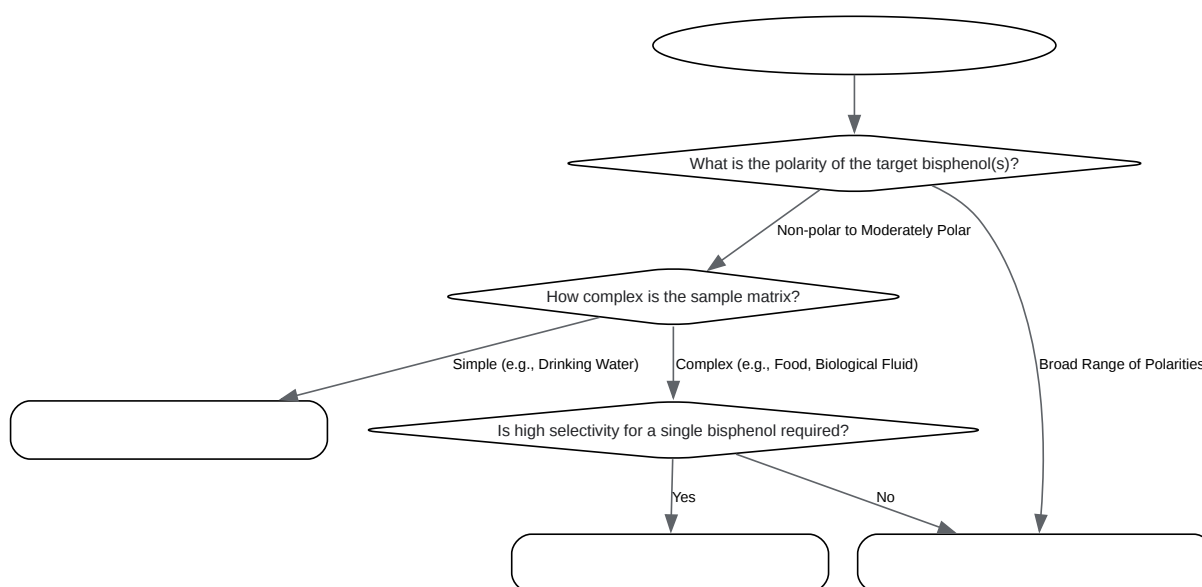 What is the polarity of the target bisphenol(s)?
Non-polar to Moderately Polar
How complex is the sample matrix?
Simple (e.g., Drinking Water)
Complex (e.g., Food, Biological Fluid)
Broad Range of Polarities
Is high selectivity for a single bisphenol required?
Yes
No